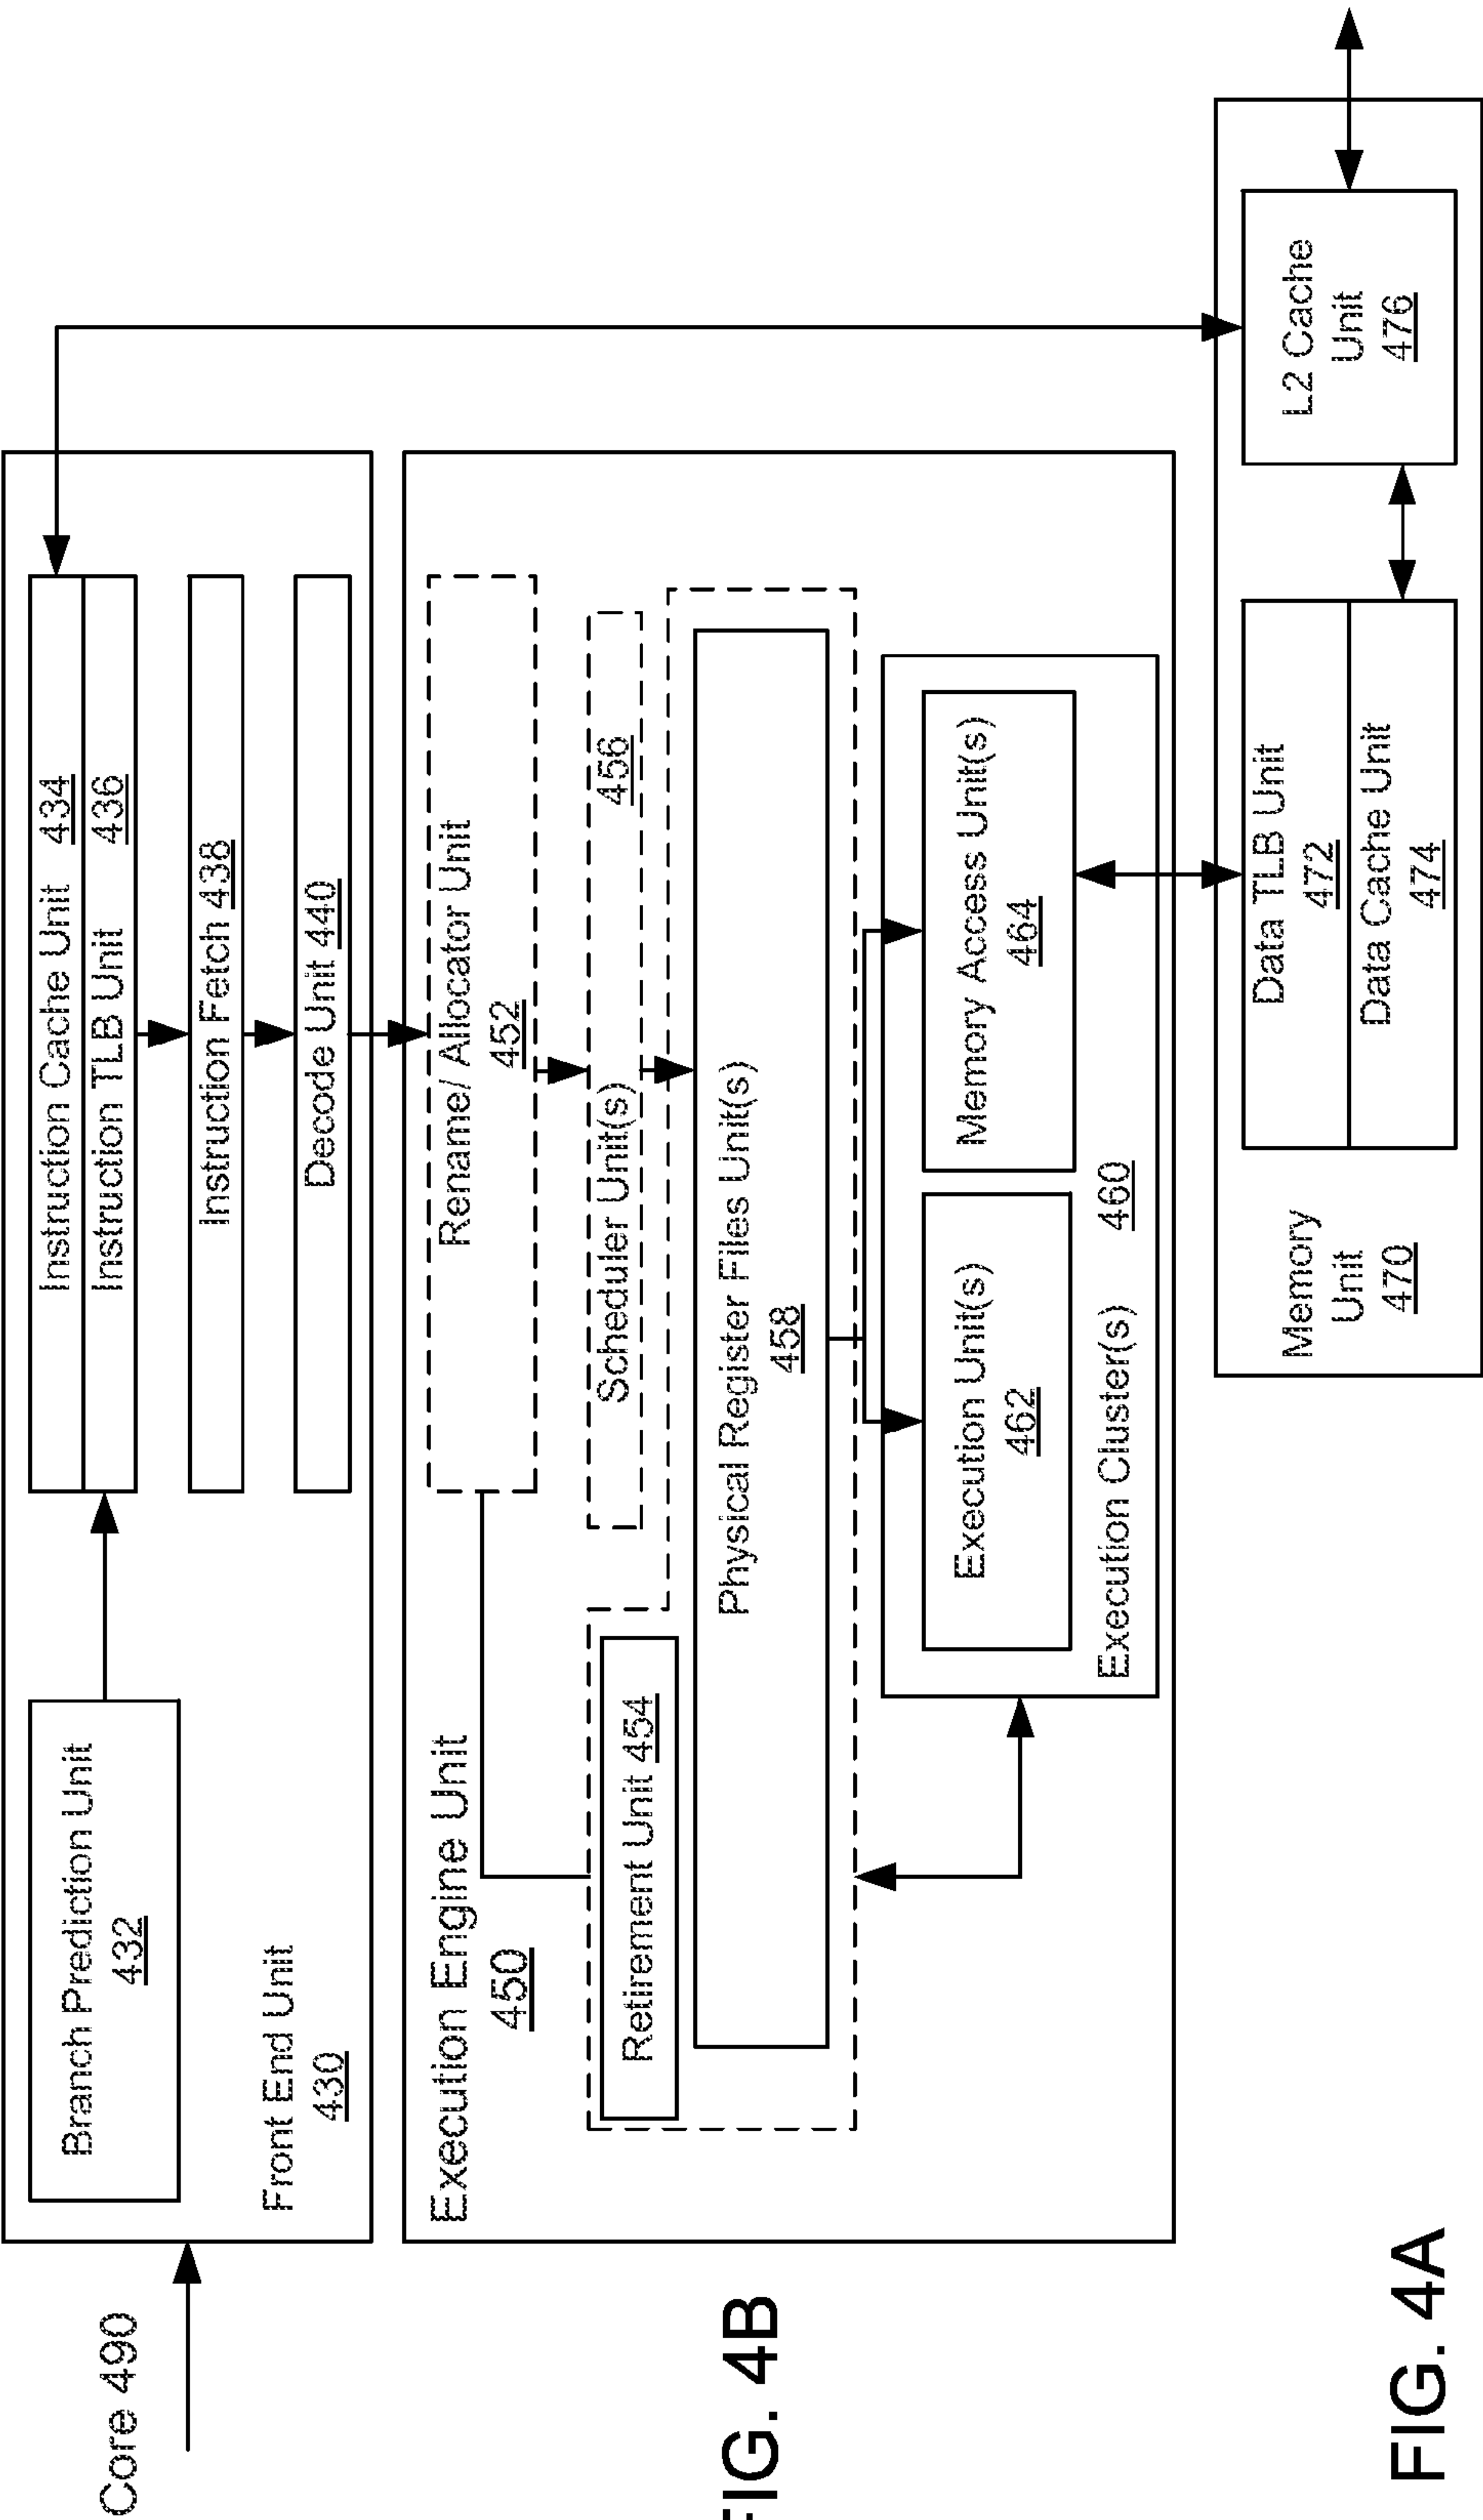 Core 490
Branch Prediction Unit
432
Instruction Cache Unit 434
Instruction TLB Unit 436
Instruction Fetch 438
Decode Unit 440
Front End Unit
430
Execution Engine Unit
450
Rename/ Allocator Unit
452
Scheduler Unit(s) 456
Retirement Unit 454
Physical Register Files Unit(s)
458
Execution Unit(s)
462
Memory Access Unit(s)
464
Execution Cluster(s) 460
FIG. 4B
Memory
Unit
470
Data TLB Unit
472
Data Cache Unit
474
L2 Cache
Unit
476
FIG. 4A